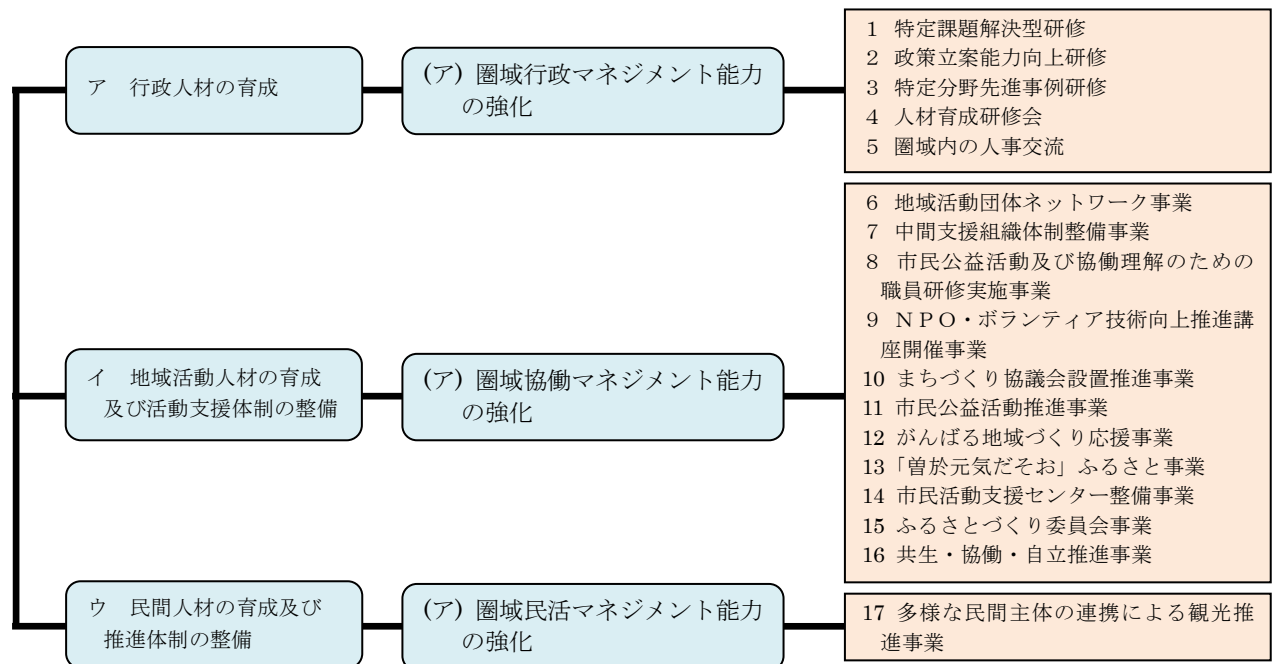 ア　行政人材の育成
(ア) 圏域行政マネジメント能力
の強化
1 特定課題解決型研修
2 政策立案能力向上研修
3 特定分野先進事例研修
4 人材育成研修会
5 圏域内の人事交流
イ　地域活動人材の育成
及び活動支援体制の整備
(ア) 圏域協働マネジメント能力
の強化
6 地域活動団体ネットワーク事業
7 中間支援組織体制整備事業
8 市民公益活動及び協働理解のための
職員研修実施事業
9 ＮＰＯ・ボランティア技術向上推進講
座開催事業
10 まちづくり協議会設置推進事業
11 市民公益活動推進事業
12 がんばる地域づくり応援事業
13「曽於元気だそお」ふるさと事業
14 市民活動支援センター整備事業
15 ふるさとづくり委員会事業
16 共生・協働・自立推進事業
ウ　民間人材の育成及び
推進体制の整備
(ア) 圏域民活マネジメント能力
の強化
17 多様な民間主体の連携による観光推
進事業